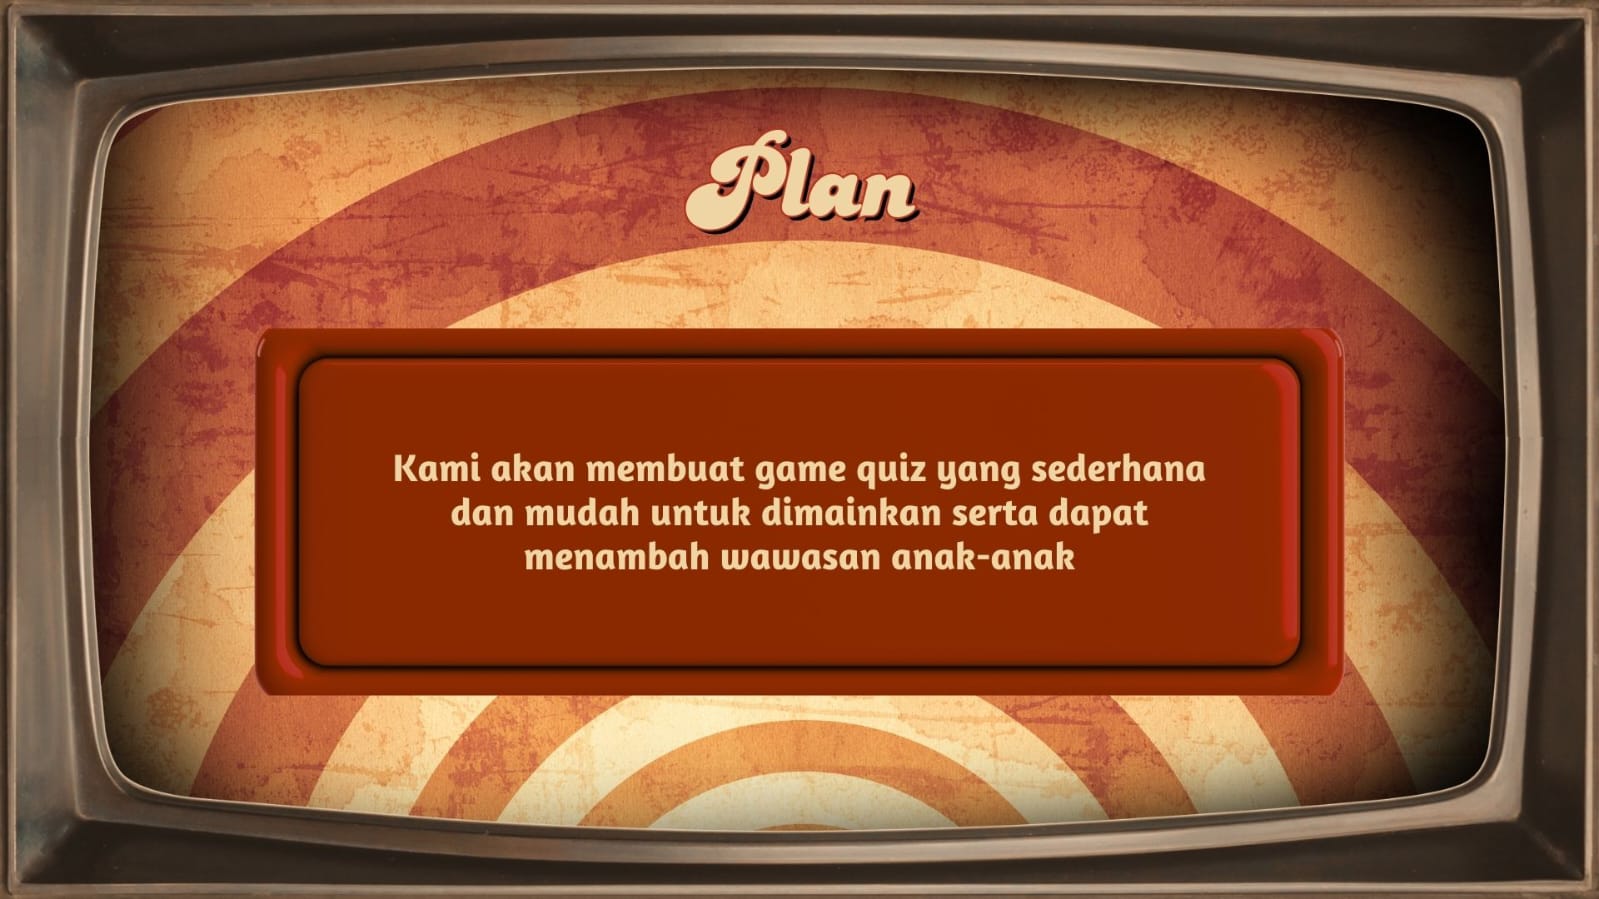 Plan
Kami akan membuat game quiz yang sederhana
dan mudah untuk dimainkan serta dapat
menambah wawasan anak-anak